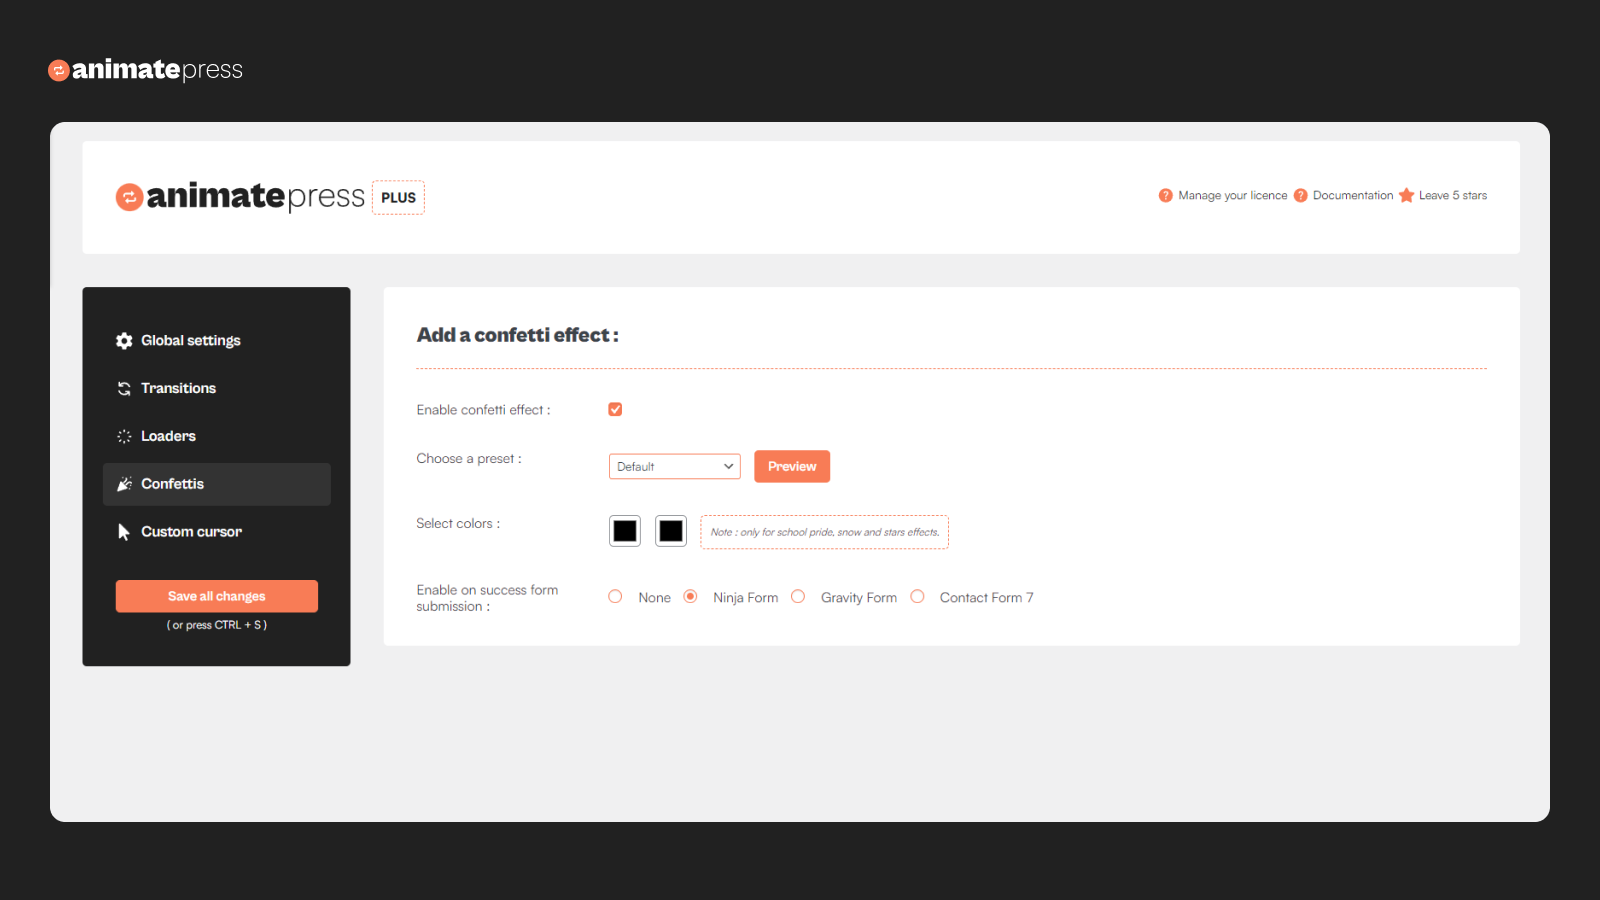 animatepress
animatepress PLUS
Manage your licence Documentation Leave 5 stars
Global settings
Transitions
Loaders
Confettis
Custom cursor
Save all changes
( or press CTRL + S )
Add a confetti effect :
Enable confetti effect :
Choose a preset : Default Preview
Select colors : Note : only for school pride, snow and stars effects.
Enable on success form
submission : None Ninja Form Gravity Form Contact Form 7